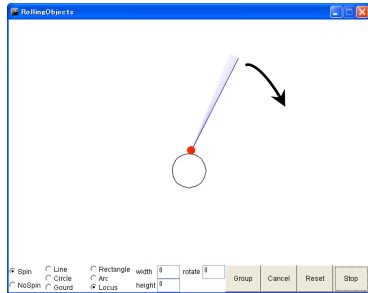 RollingObjects
Spin
NoSpin
Line
Circle
Gourd
Rectangle
Arc
Locus
width 0
height 0
rotate 0
Group
Cancel
Reset
Stop